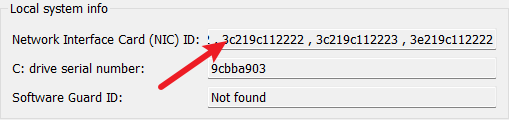 Local system info
Network Interface Card (NIC) ID: , 3c219c112222 , 3c219c112223 , 3e219c112222
C: drive serial number: 9cbba903
Software Guard ID: Not found